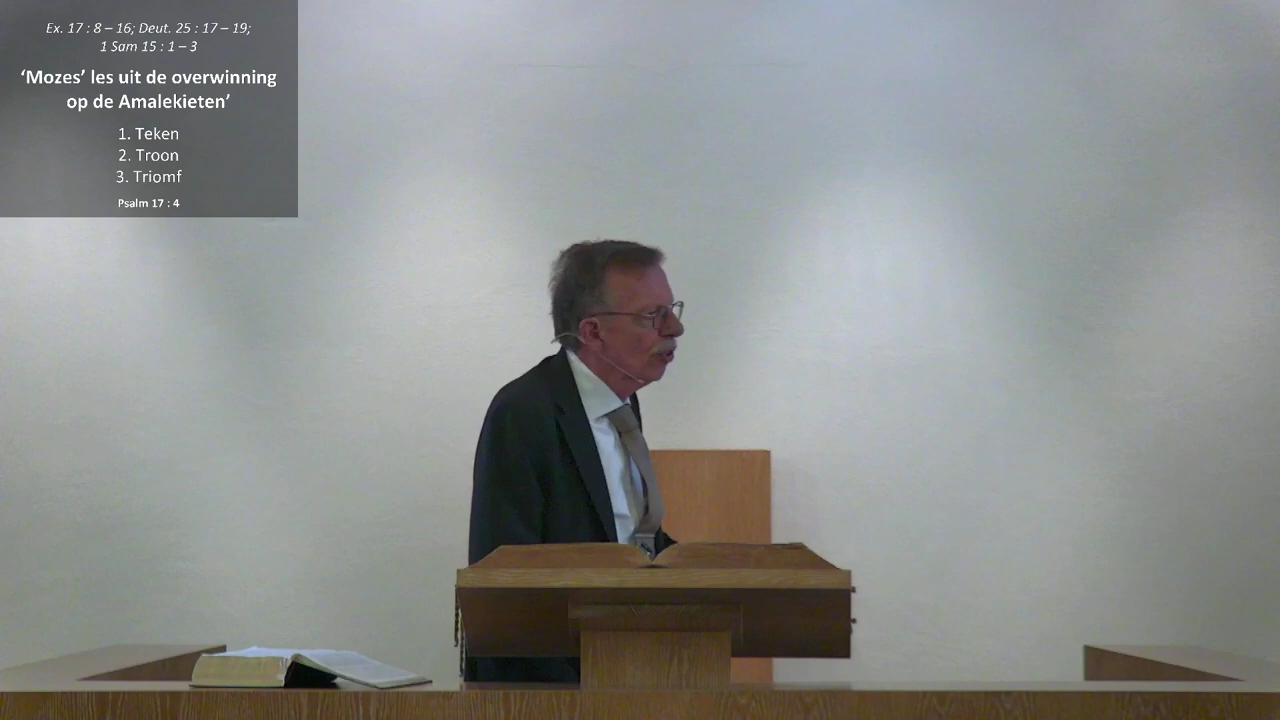 Ex. 17 : 8 – 16; Deut. 25 : 17 – 19;
1 Sam 15 : 1 – 3
‘Mozes’ les uit de overwinning
op de Amalekieten’
1. Teken
2. Troon
3. Triomf
Psalm 17 : 4